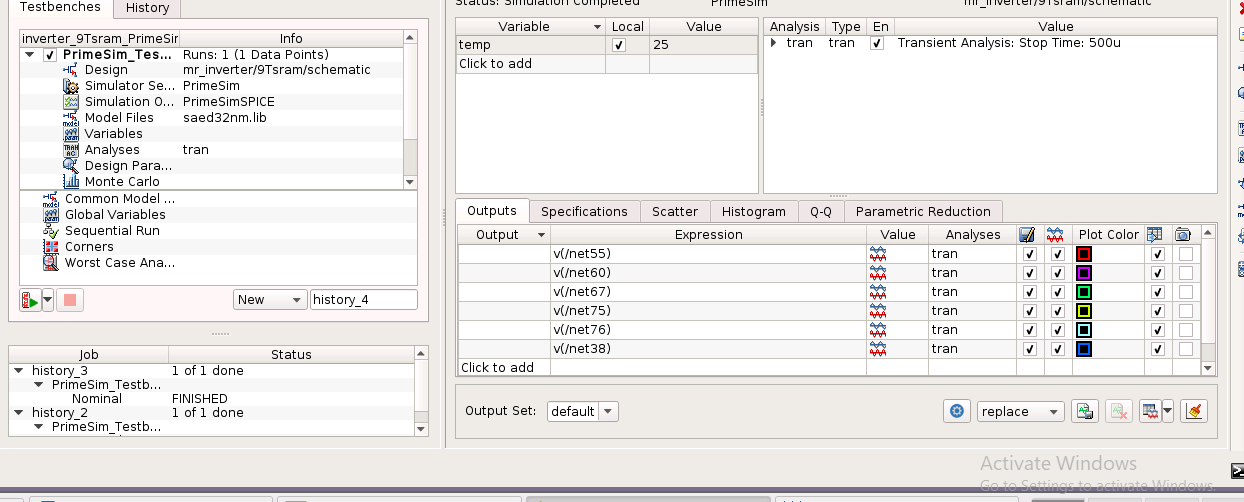 Status: Simulation Completed
PrimeSim
mr_inverter/9Tsram/schematic
Testbenches
History
inverter_9Tsram_PrimeSir
Info
PrimeSim_Tes... Runs: 1 (1 Data Points)
Design mr_inverter/9Tsram/schematic
Simulator Se... PrimeSim
Simulation O... PrimeSimSPICE
Model Files saed32nm.lib
Variables
Analyses tran
Design Para...
Monte Carlo
Common Model ...
Global Variables
Sequential Run
Corners
Worst Case Ana...
New
history_4
Job Status
history_3 1 of 1 done
PrimeSim_Testb...
Nominal FINISHED
history_2 1 of 1 done
PrimeSim_Testb...
Variable Local Value
temp 25
Click to add
Analysis Type En Value
tran tran Transient Analysis: Stop Time: 500u
Outputs Specifications Scatter Histogram Q-Q Parametric Reduction
Output Expression Value Analyses Plot Color
v(/net55) tran
v(/net60) tran
v(/net67) tran
v(/net75) tran
v(/net76) tran
v(/net38) tran
Click to add
Output Set: default replace
Activate Windows
Go to Settings to activate Windows.